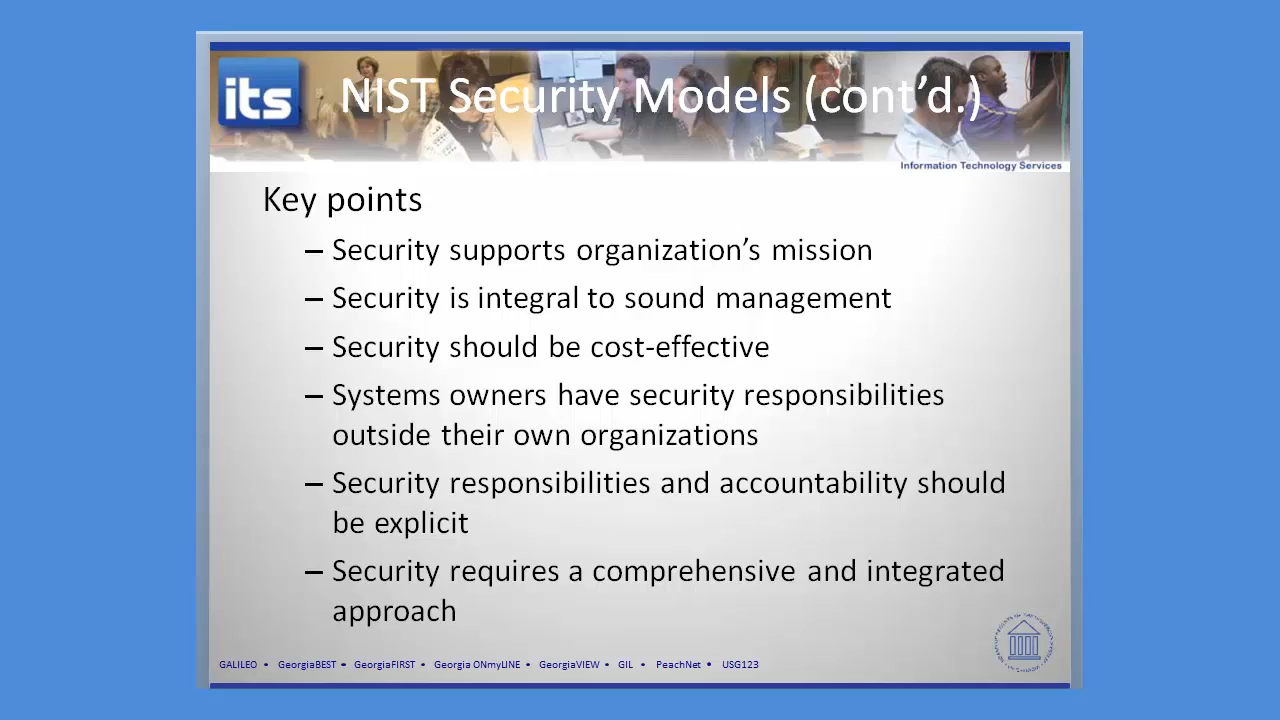 its
NIST Security Models (cont’d.)
Information Technology Services
Key points
– Security supports organization’s mission
– Security is integral to sound management
– Security should be cost-effective
– Systems owners have security responsibilities
outside their own organizations
– Security responsibilities and accountability should
be explicit
– Security requires a comprehensive and integrated
approach
GALILEO • GeorgiaBEST • GeorgiaFIRST • Georgia ONmyLINE • GeorgiaVIEW • GIL • PeachNet • USG123